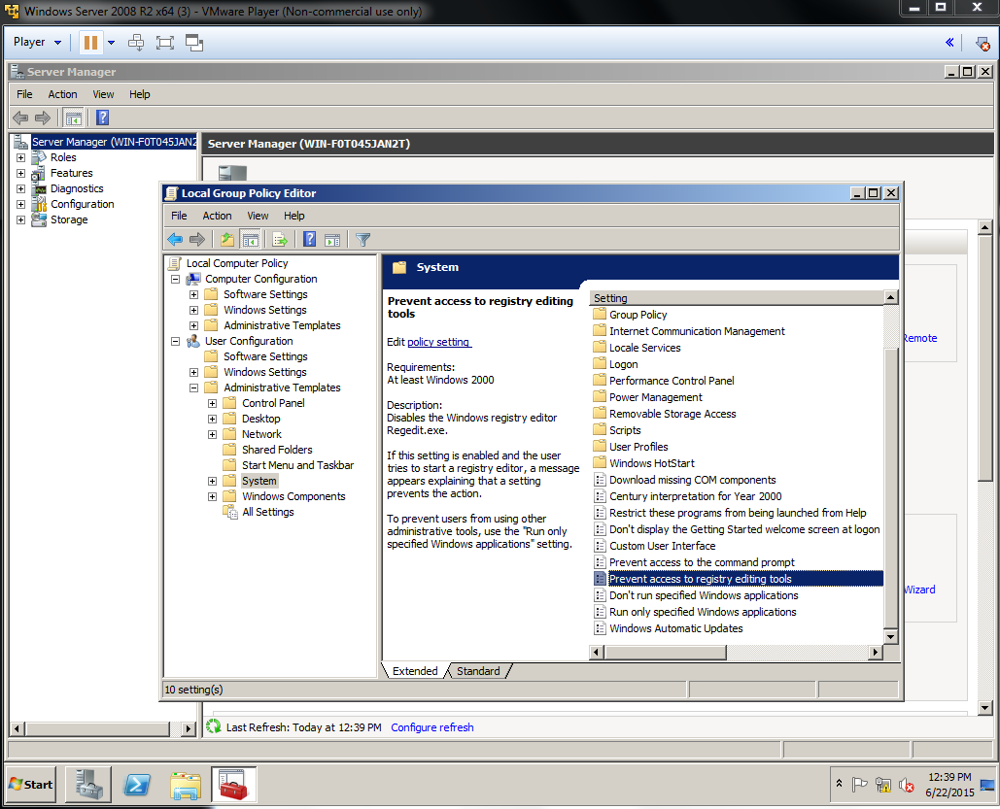 Windows Server 2008 R2 x64 (3) - VMware Player (Non-commercial use only)
Player
Server Manager
File Action View Help
Server Manager (WIN-F0T045JAN2
Roles
Features
Diagnostics
Configuration
Storage
Server Manager (WIN-F0T045JAN2T)
Local Group Policy Editor
File Action View Help
Local Computer Policy
Computer Configuration
Software Settings
Windows Settings
Administrative Templates
User Configuration
Software Settings
Windows Settings
Administrative Templates
Control Panel
Desktop
Network
Shared Folders
Start Menu and Taskbar
System
Windows Components
All Settings
System
Prevent access to registry editing
tools
Edit policy setting
Requirements:
At least Windows 2000
Description:
Disables the Windows registry editor
Regedit.exe.
If this setting is enabled and the user
tries to start a registry editor, a message
appears explaining that a setting
prevents the action.
To prevent users from using other
administrative tools, use the "Run only
specified Windows applications" setting.
Setting
Group Policy
Internet Communication Management
Locale Services
Logon
Performance Control Panel
Power Management
Removable Storage Access
Scripts
User Profiles
Windows HotStart
Download missing COM components
Century interpretation for Year 2000
Restrict these programs from being launched from Help
Don't display the Getting Started welcome screen at logon
Custom User Interface
Prevent access to the command prompt
Prevent access to registry editing tools
Don't run specified Windows applications
Run only specified Windows applications
Windows Automatic Updates
Extended Standard
10 setting(s)
Remote
Wizard
Last Refresh: Today at 12:39 PM Configure refresh
Start
12:39 PM
6/22/2015